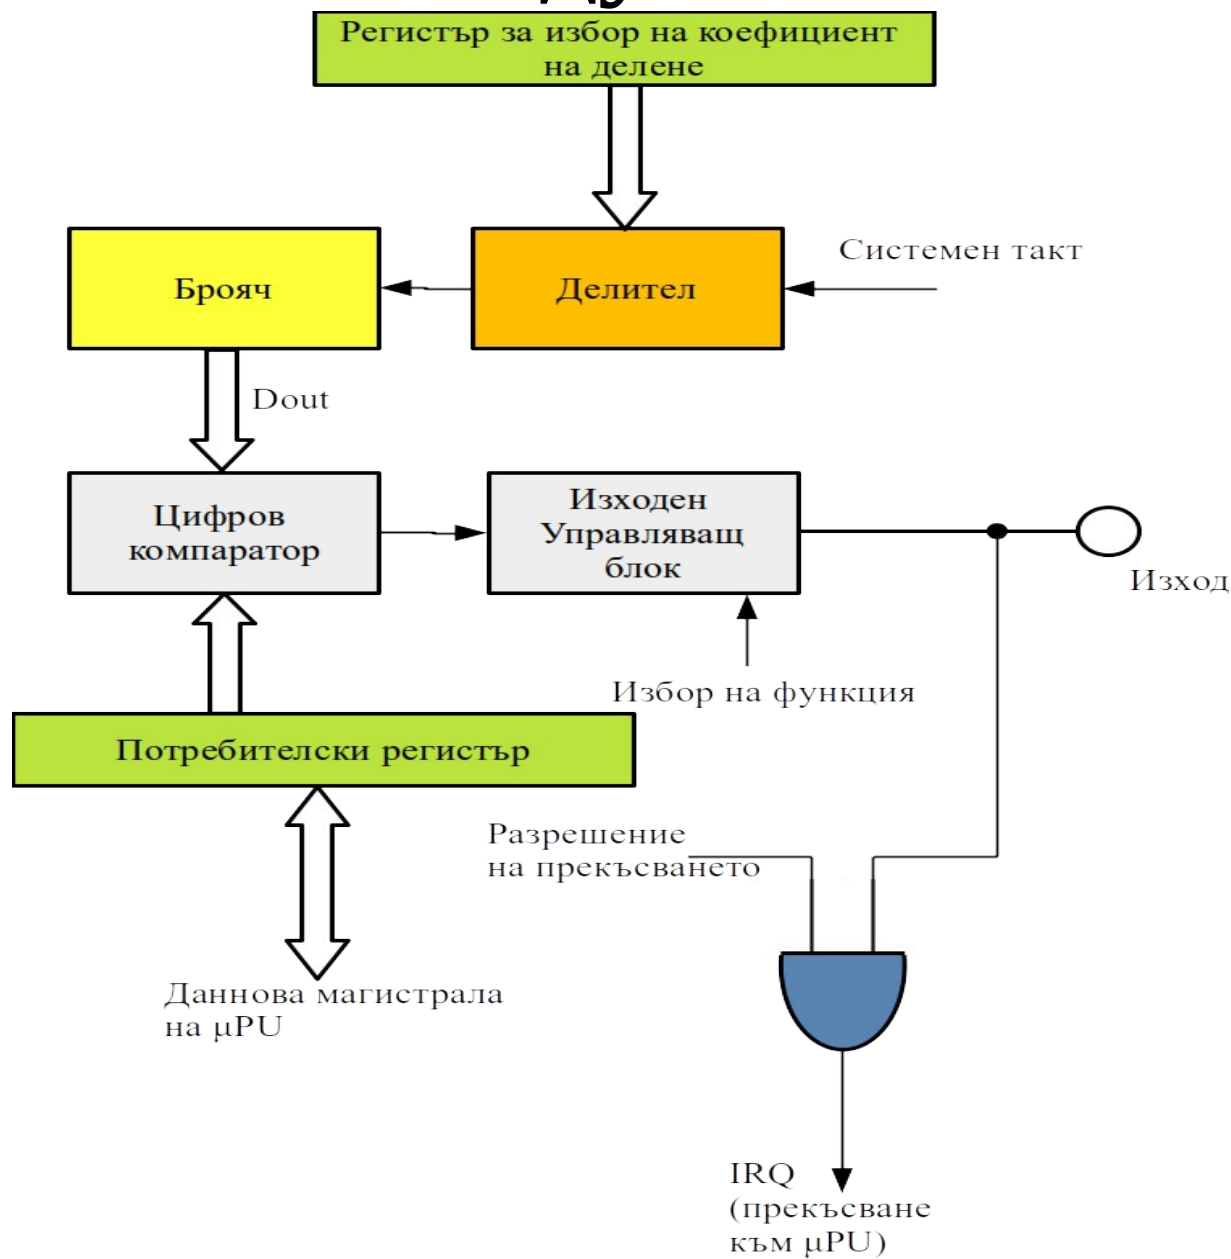 Регистър за избор на коефициент
на делене
Системен такт
Брояч
Делител
Dout
Цифров
компаратор
Изходен
Управляващ
блок
Изход
Избор на функция
Потребителски регистър
Разрешение
на прекъсването
Даннова магистрала
на μPU
IRQ
(прекъсване
към μPU)